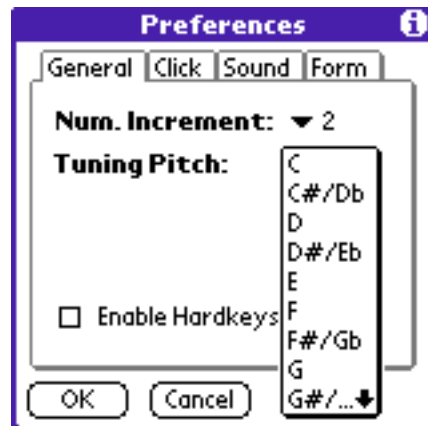 Preferences i
General Click Sound Form
Num. Increment: 2
Tuning Pitch:
C
C#/Db
D
D#/Eb
E
F
F#/Gb
G
G#/...
Enable Hardkeys
OK Cancel